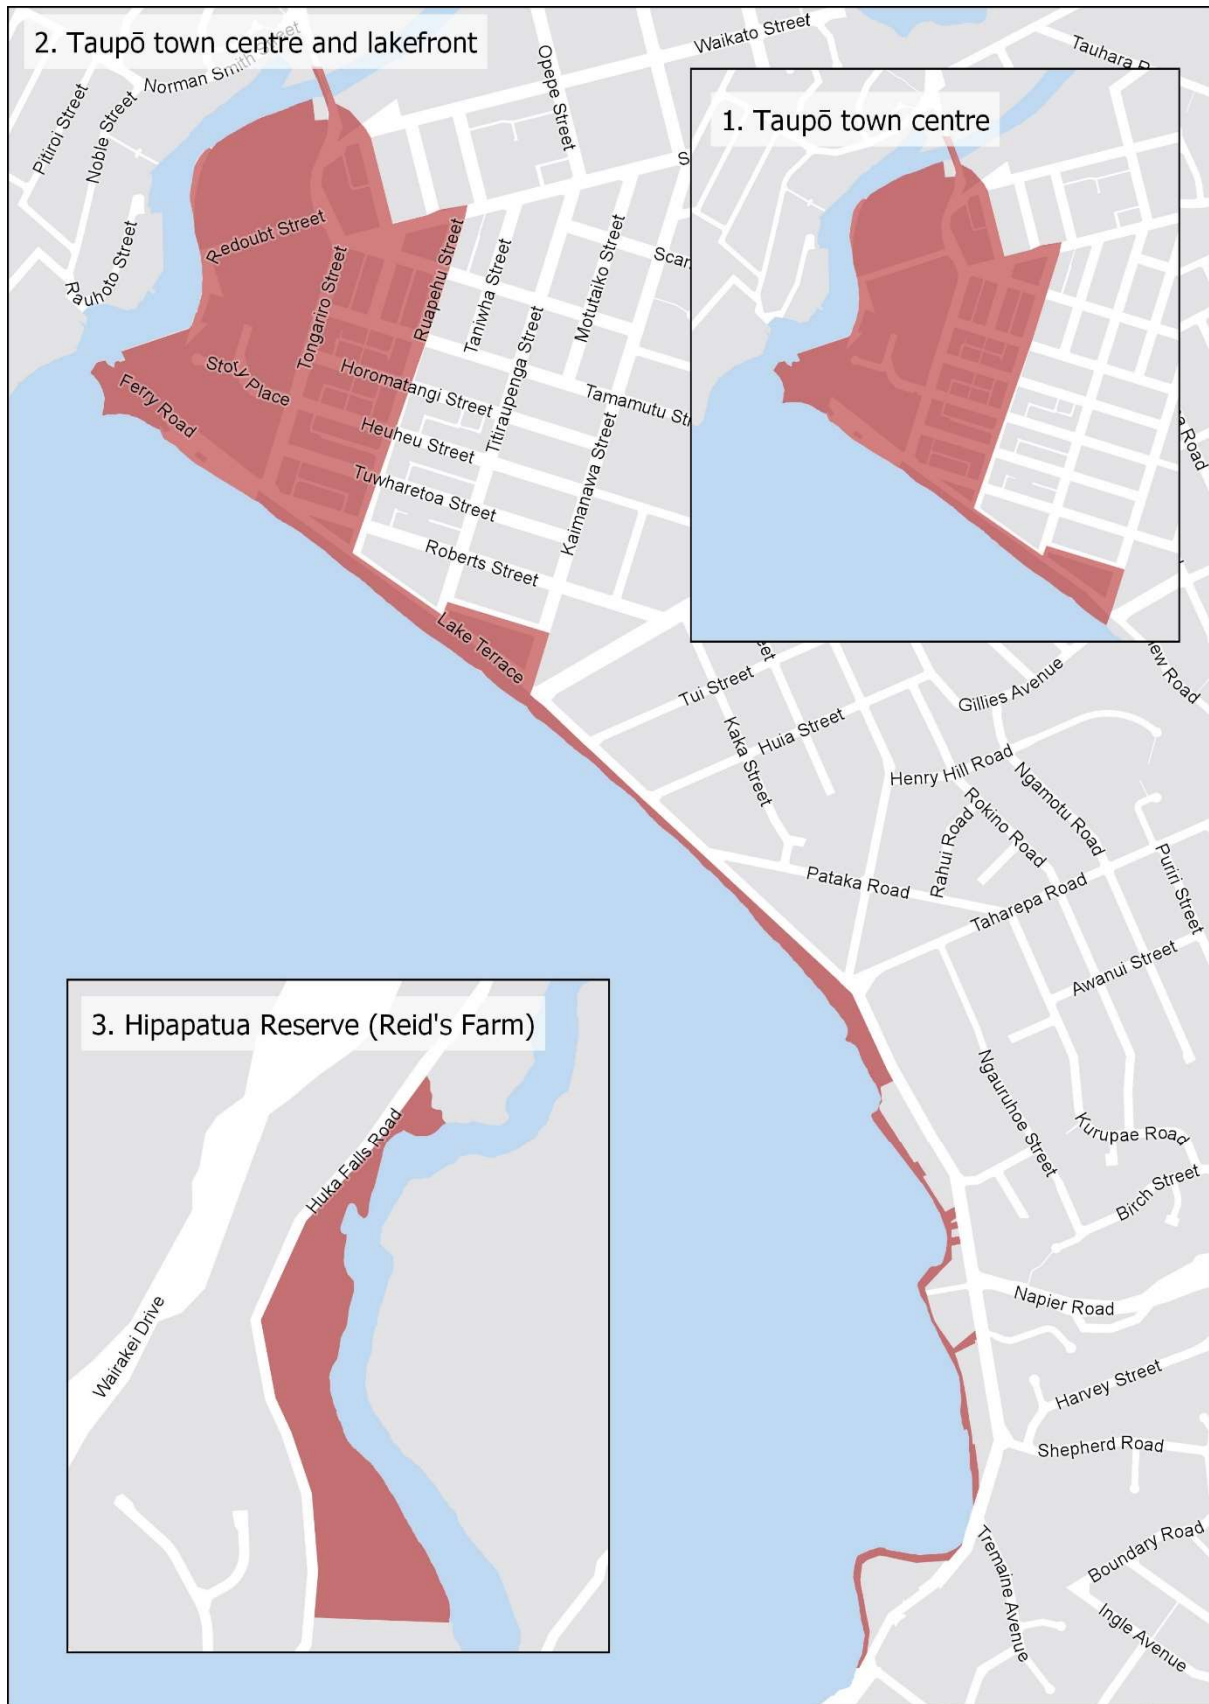 2. Taupō town centre and lakefront
Norman Smith Street
Pitiroi Street
Noble Street
Rauhoto Street
Opepe Street
Waikato Street
1. Taupō town centre
Redoubt Street
Tongariro Street
Ruapehu Street
Taniwha Street
Titiraupenga Street
Motutaiko Street
Kaimanawa Street
Story Place
Ferry Road
Horomatangi Street
Heuheu Street
Tuwharetoa Street
Roberts Street
Tamamutu
Lake Terrace
Tui Street
Huia Street
Kaka Street
Gillies Avenue
Henry Hill Road
Ngamotu Road
Rokino Road
Rahui Road
Pataka Road
Taharepa Road
Puriri Street
Awanui Street
Ngauruhoe Street
Kurupae Road
Birch Street
Napier Road
Harvey Street
Shepherd Road
Tremaine Avenue
Boundary Road
Ingle Avenue
3. Hipapatua Reserve (Reid's Farm)
Huka Falls Road
Wairakei Drive